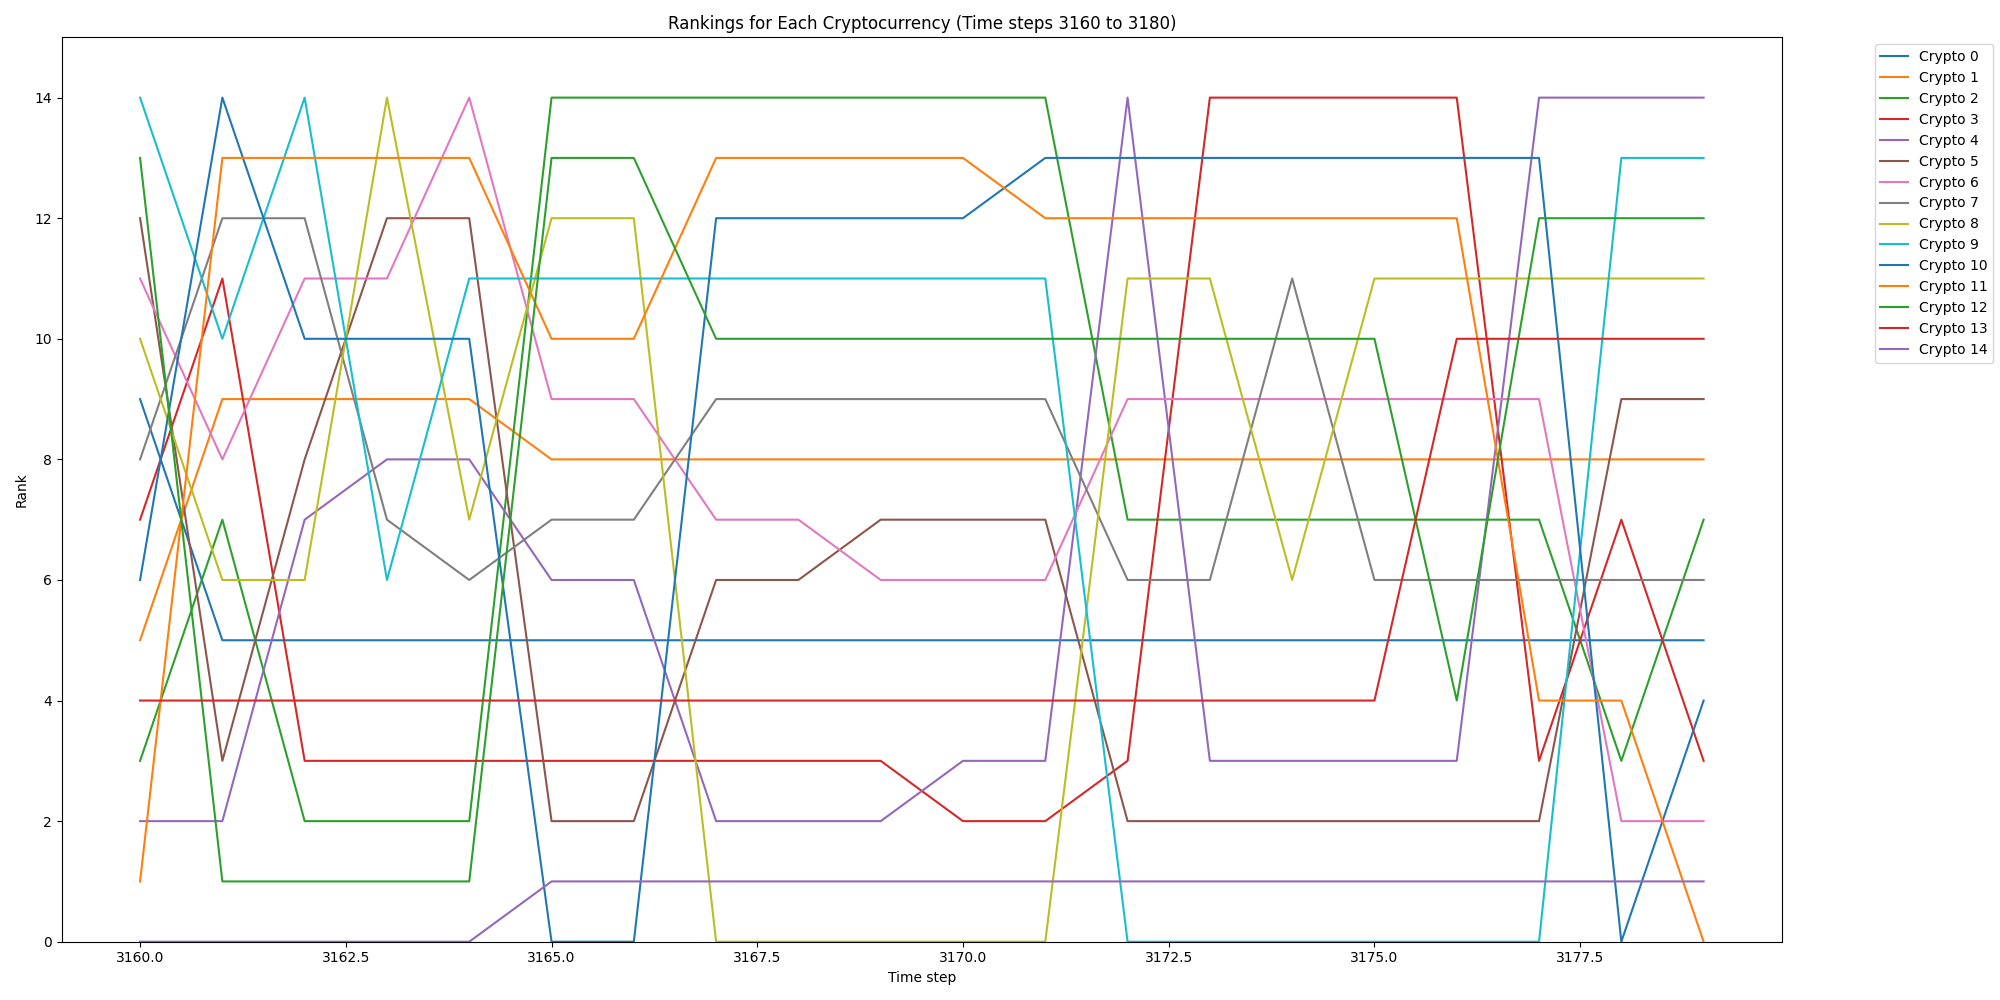 Rankings for Each Cryptocurrency (Time steps 3160 to 3180)
Rank
14
12
10
8
6
4
2
0
3160.0 3162.5 3165.0 3167.5 3170.0 3172.5 3175.0 3177.5
Time step
Crypto 0
Crypto 1
Crypto 2
Crypto 3
Crypto 4
Crypto 5
Crypto 6
Crypto 7
Crypto 8
Crypto 9
Crypto 10
Crypto 11
Crypto 12
Crypto 13
Crypto 14